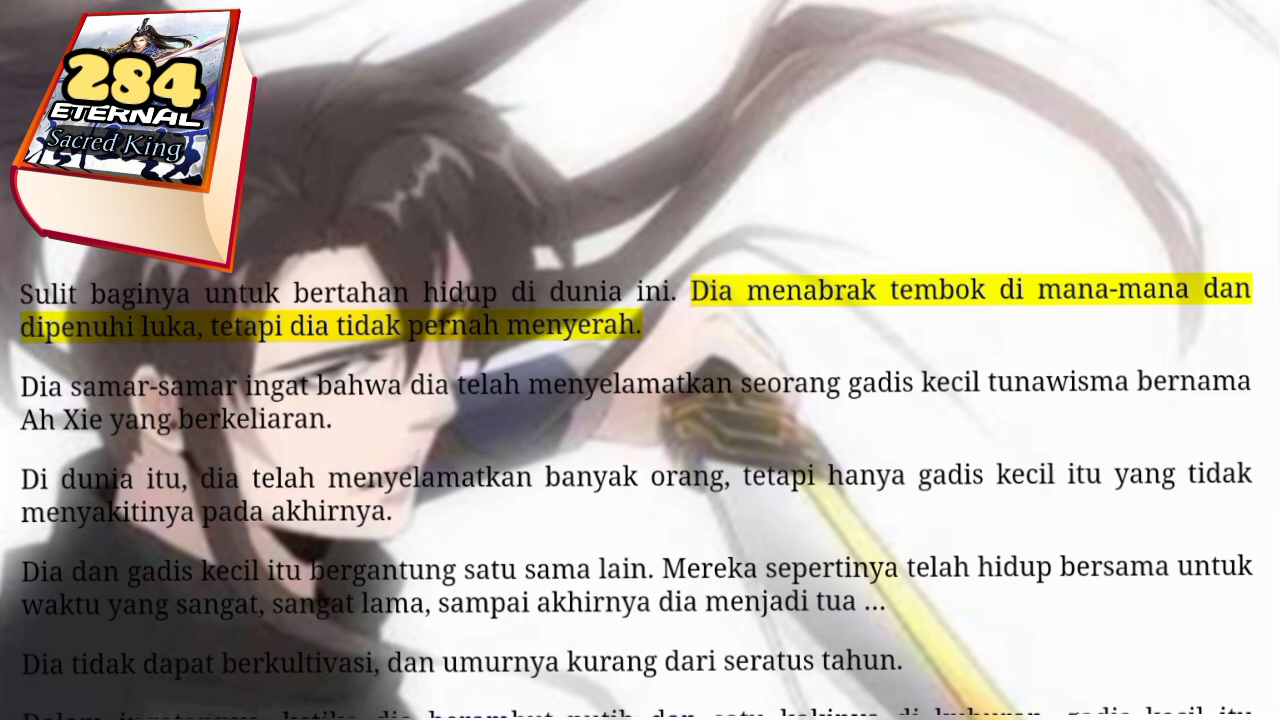 284
ETERNAL
Sacred King
Sulit baginya untuk bertahan hidup di dunia ini. Dia menabrak tembok di mana-mana dan
dipenuhi luka, tetapi dia tidak pernah menyerah.
Dia samar-samar ingat bahwa dia telah menyelamatkan seorang gadis kecil tunawisma bernama
Ah Xie yang berkeliaran.
Di dunia itu, dia telah menyelamatkan banyak orang, tetapi hanya gadis kecil itu yang tidak
menyakitinya pada akhirnya.
Dia dan gadis kecil itu bergantung satu sama lain. Mereka sepertinya telah hidup bersama untuk
waktu yang sangat, sangat lama, sampai akhirnya dia menjadi tua ...
Dia tidak dapat berkultivasi, dan umurnya kurang dari seratus tahun.